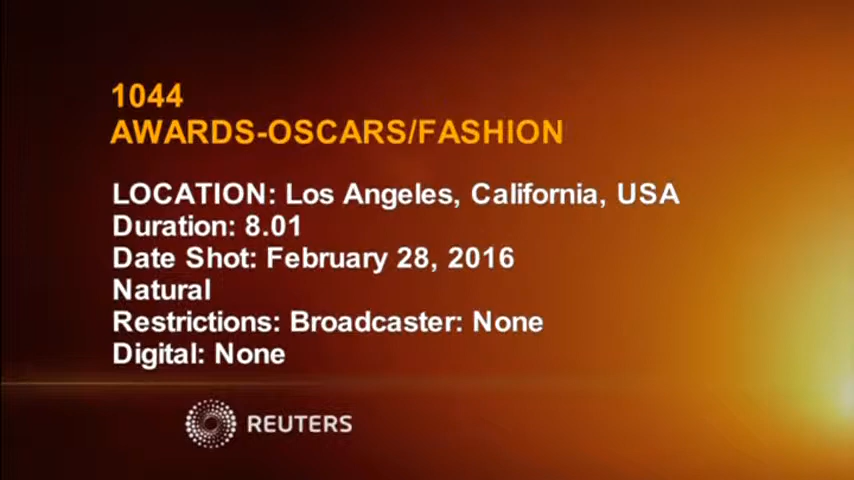 1044
AWARDS-OSCARS/FASHION
LOCATION: Los Angeles, California, USA
Duration: 8.01
Date Shot: February 28, 2016
Natural
Restrictions: Broadcaster: None
Digital: None
REUTERS